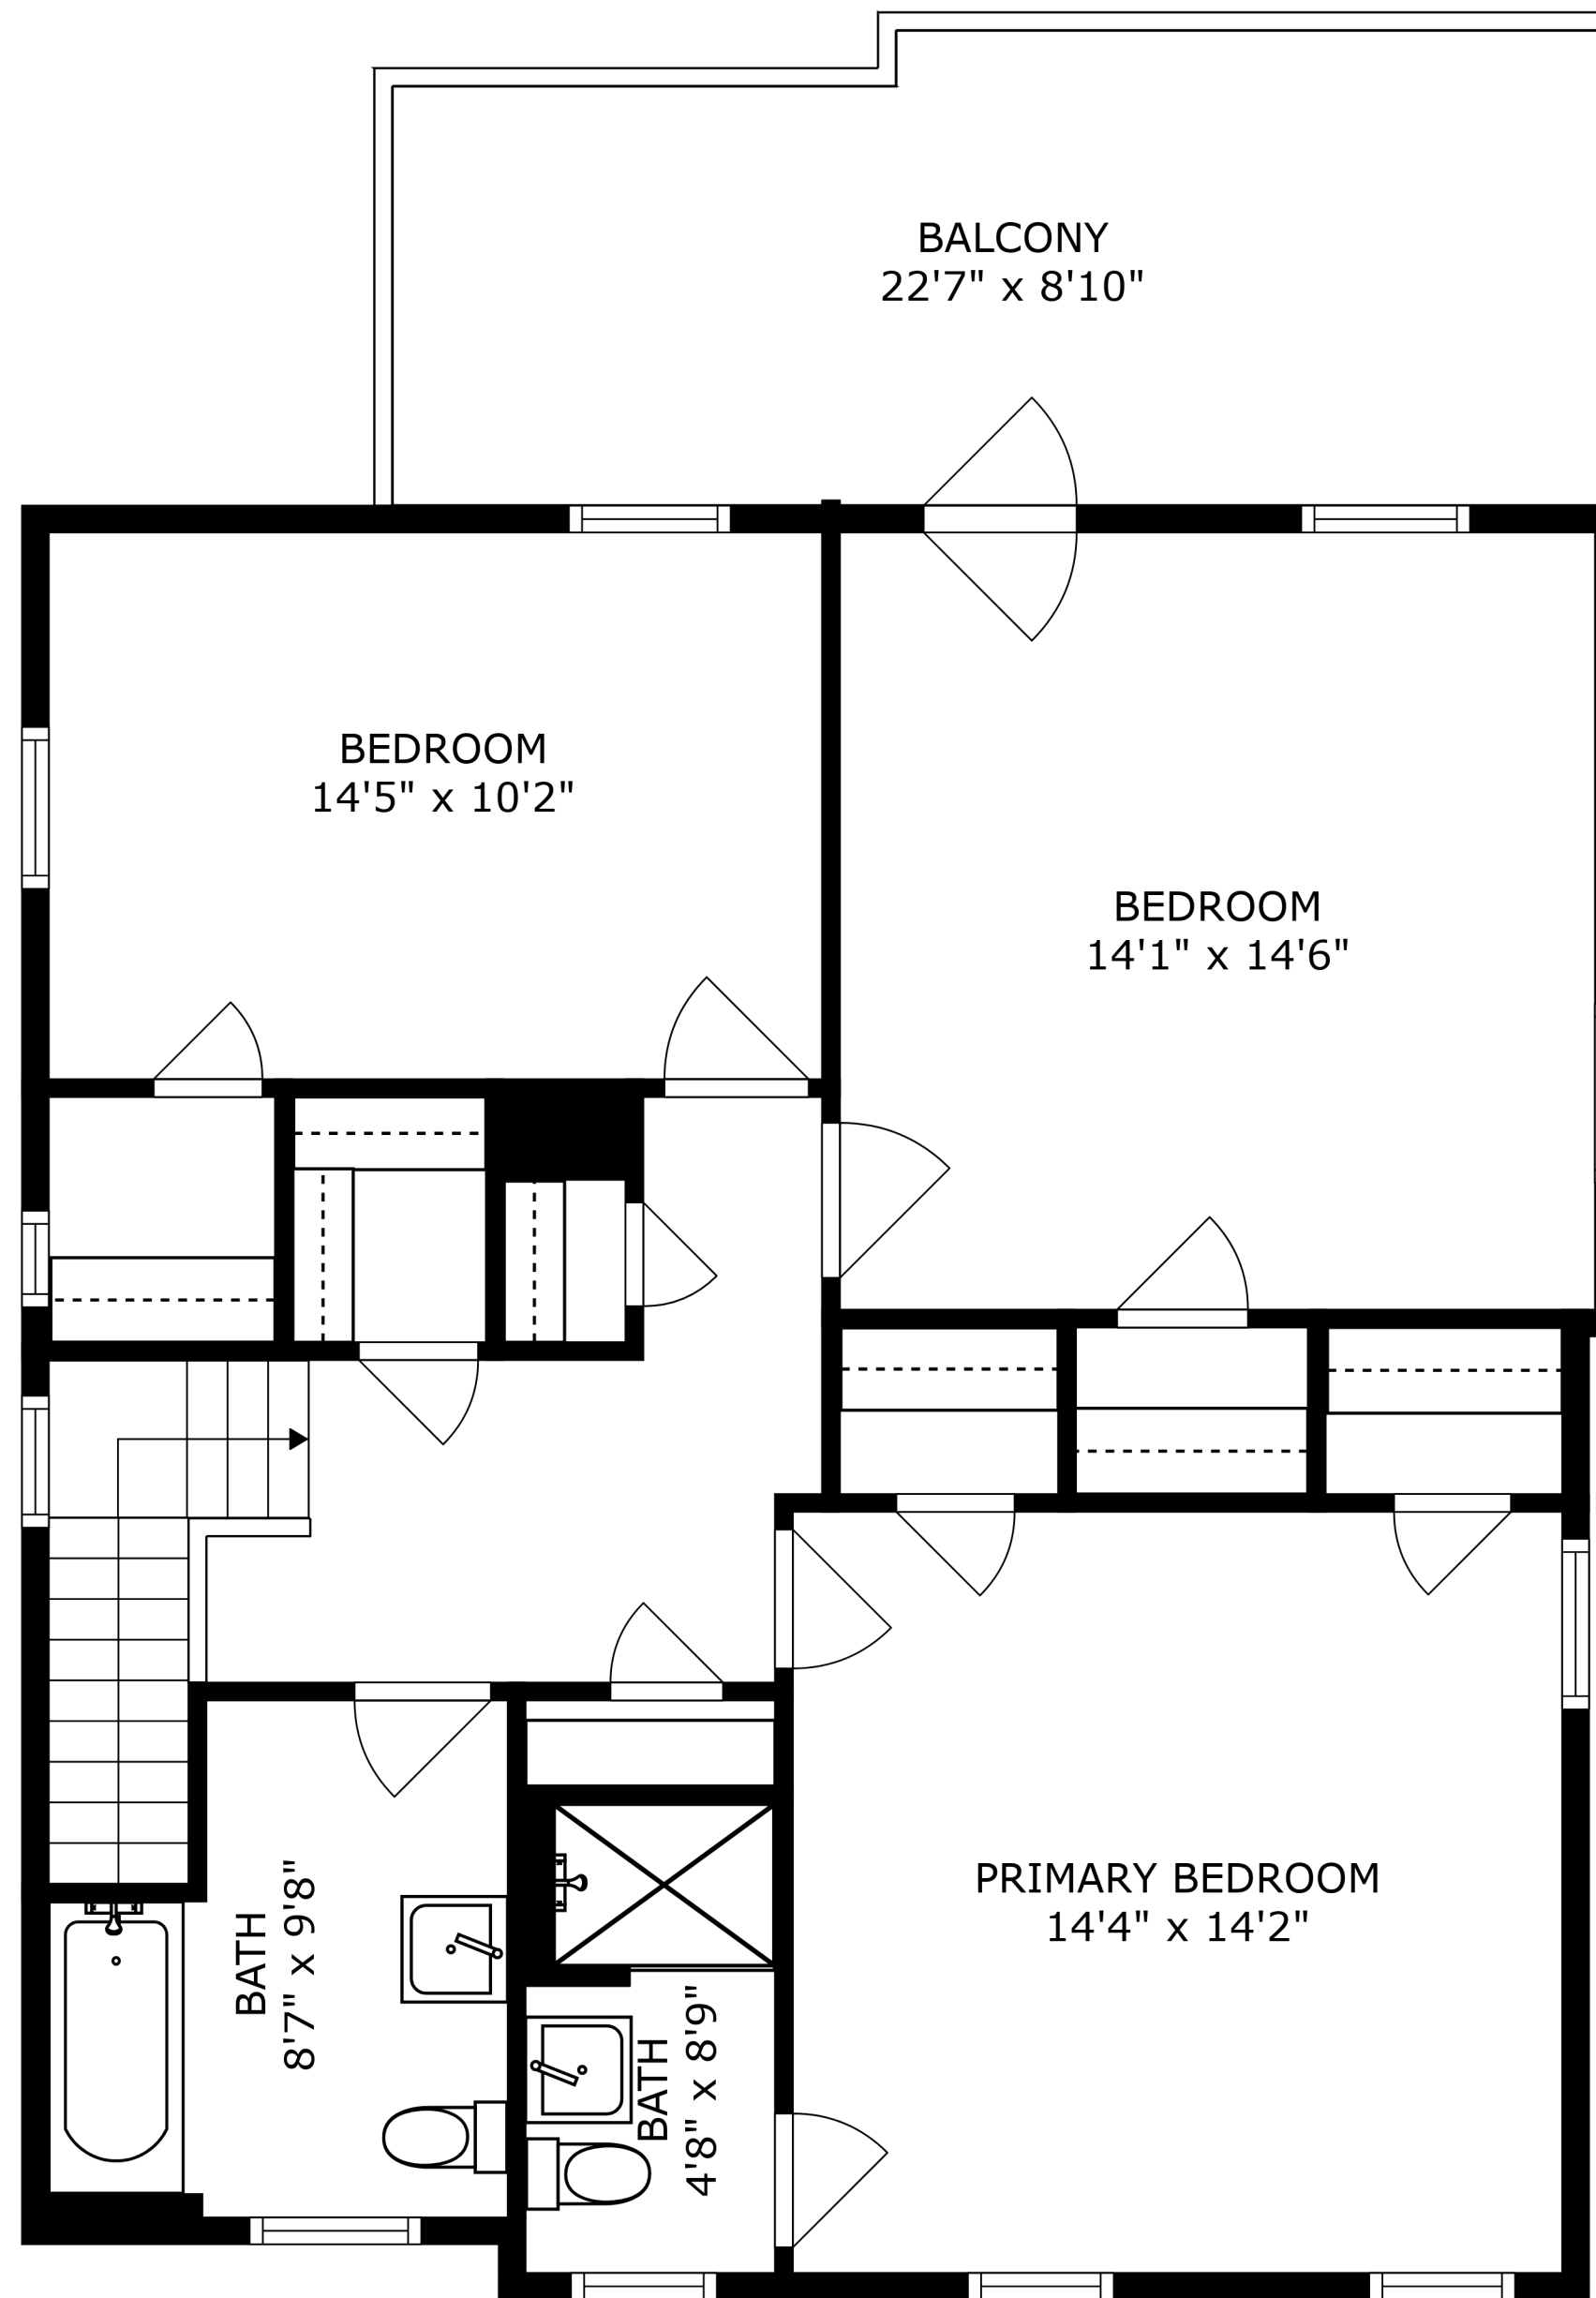 BALCONY
22'7" x 8'10"
BEDROOM
14'5" x 10'2"
BEDROOM
14'1" x 14'6"
PRIMARY BEDROOM
14'4" x 14'2"
BATH
8'7" x 9'8"
BATH
4'8" x 8'9"